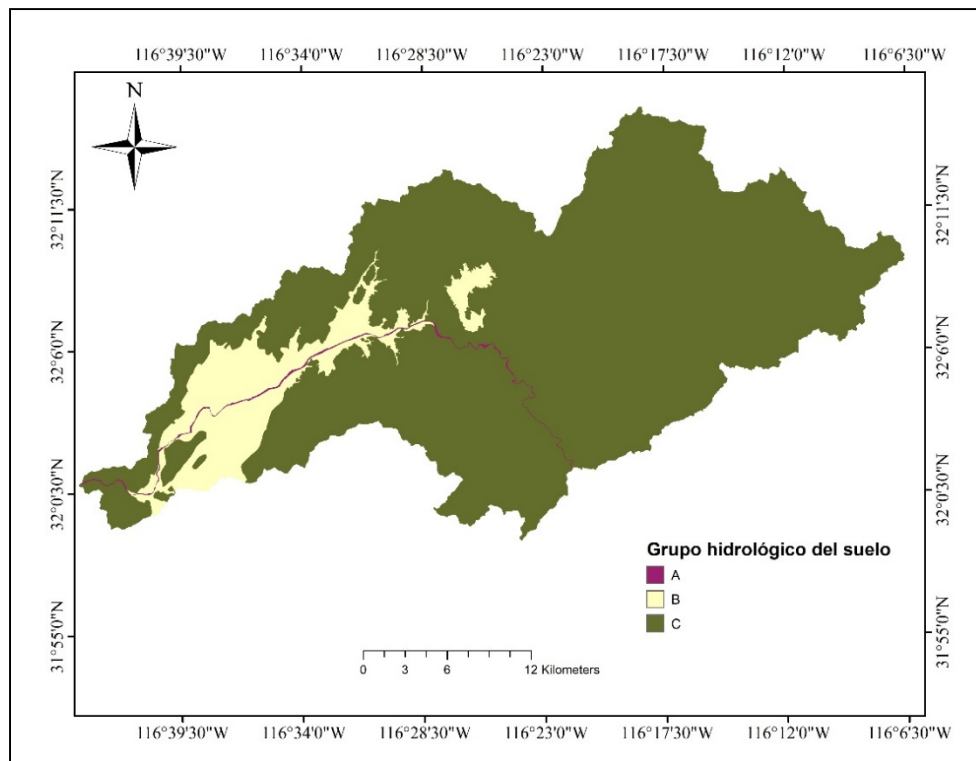 116°39'30"W 116°34'0"W 116°28'30"W 116°23'0"W 116°17'30"W 116°12'0"W 116°6'30"W
N
32°11'30"N 32°11'30"N
32°6'0"N 32°6'0"N
32°0'30"N 32°0'30"N
Grupo hidrológico del suelo
A
B
C
31°55'0"N 31°55'0"N
0 3 6 12 Kilometers
116°39'30"W 116°34'0"W 116°28'30"W 116°23'0"W 116°17'30"W 116°12'0"W 116°6'30"W